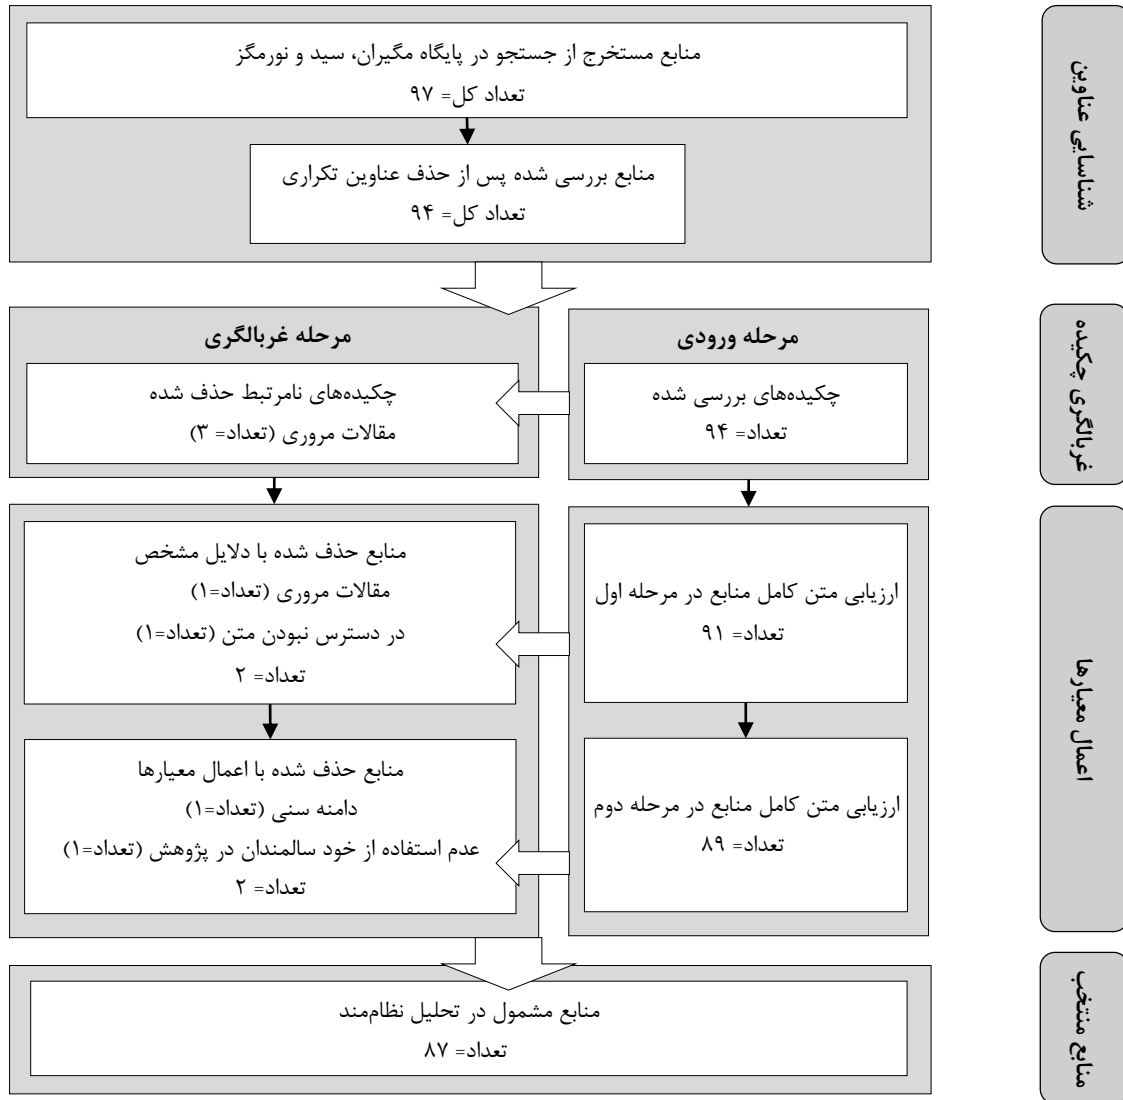 شناسایی عناوین
منابع مستخرج از جستجو در پایگاه مگیران، سید و نورمگز
تعداد کل= ۹۷
منابع بررسی شده پس از حذف عناوین تکراری
تعداد کل= ۹۴
غربالگری چکیده
مرحله ورودی
چکیده‌های بررسی شده
تعداد= ۹۴
مرحله غربالگری
چکیده‌های نامرتبط حذف شده
مقالات مروری (تعداد= ۳)
اعمال معیارها
ارزیابی متن کامل منابع در مرحله اول
تعداد= ۹۱
منابع حذف شده با دلایل مشخص
مقالات مروری (تعداد=۱)
در دسترس نبودن متن (تعداد=۱)
تعداد= ۲
ارزیابی متن کامل منابع در مرحله دوم
تعداد= ۸۹
منابع حذف شده با اعمال معیارها
دامنه سنی (تعداد=۱)
عدم استفاده از خود سالمندان در پژوهش (تعداد=۱)
تعداد= ۲
منابع منتخب
منابع مشمول در تحلیل نظام‌مند
تعداد= ۸۷